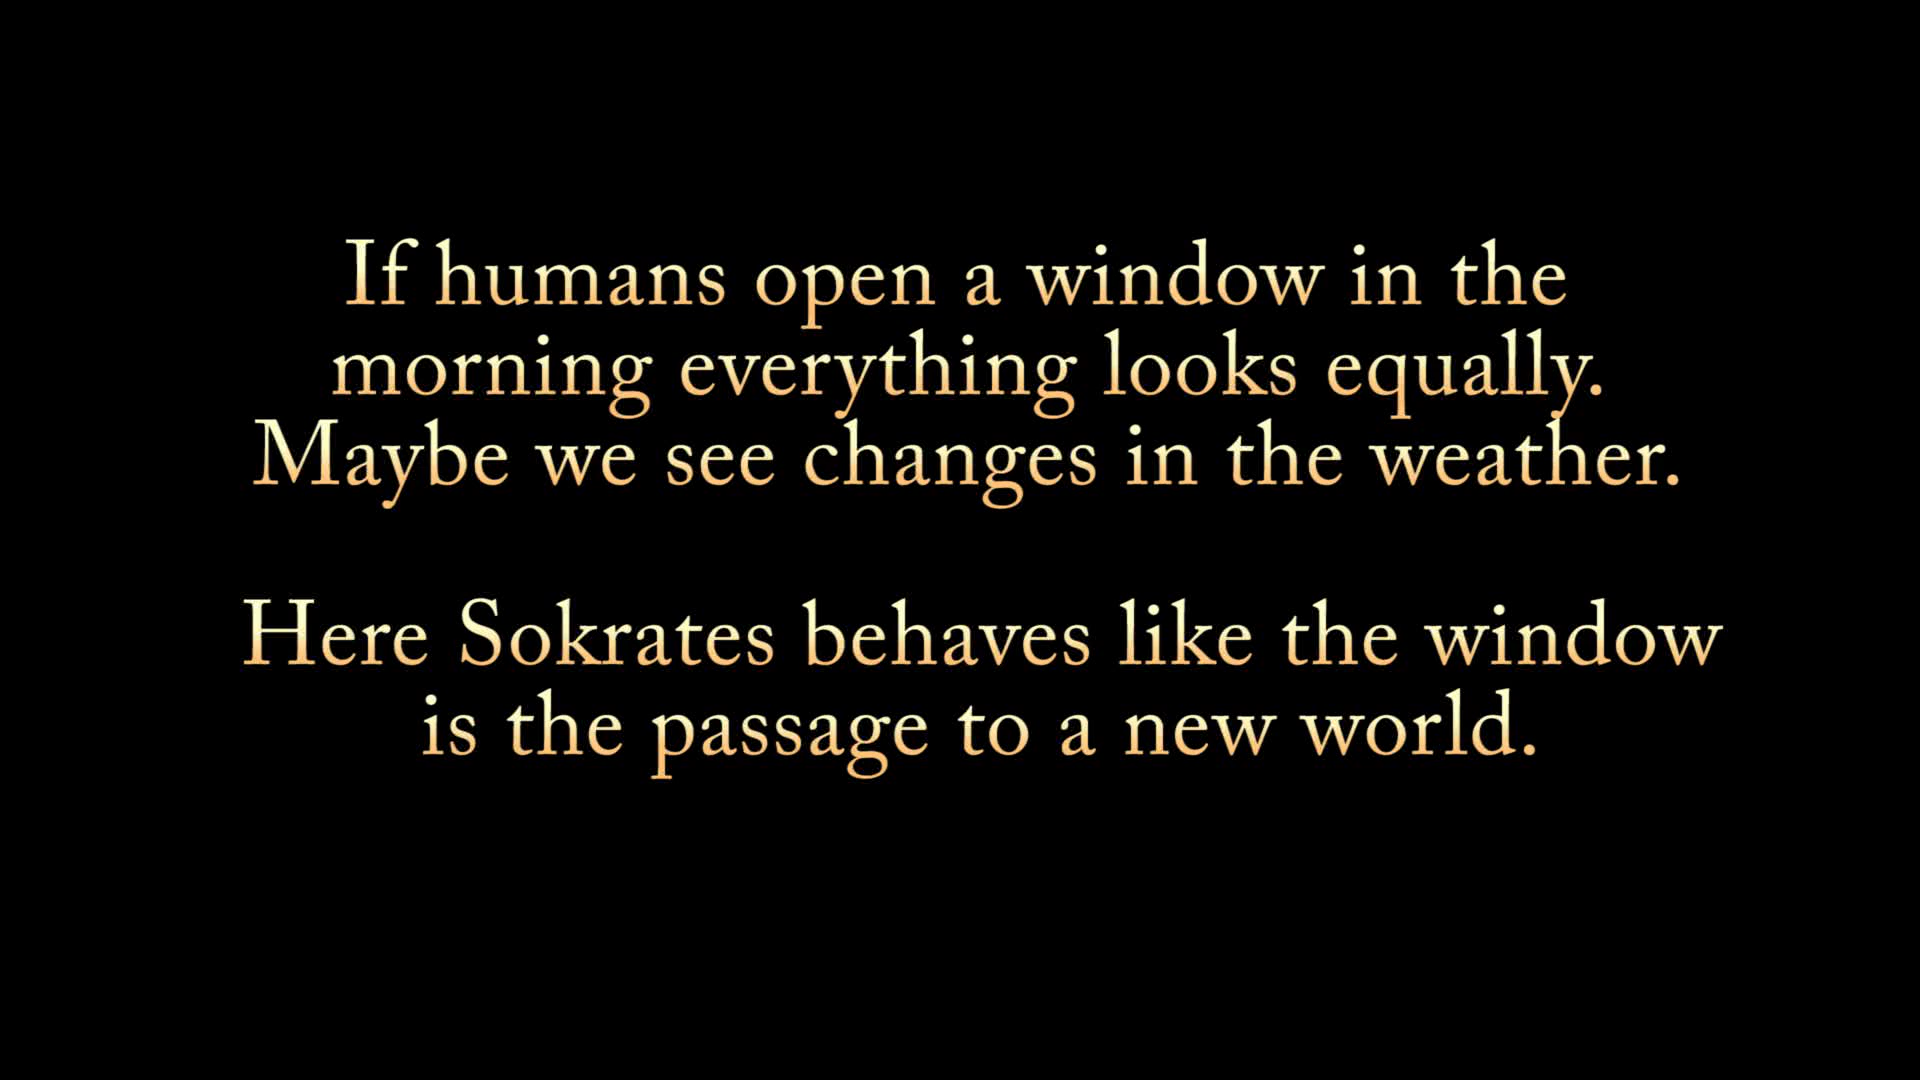 If humans open a window in the
morning everything looks equally.
Maybe we see changes in the weather.
Here Sokrates behaves like the window
is the passage to a new world.